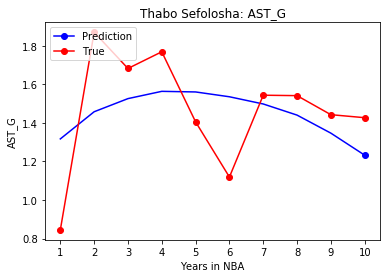 Thabo Sefolosha: AST_G
Prediction
True
1.8
1.6
1.4
1.2
1.0
0.8
AST_G
1 2 3 4 5 6 7 8 9 10
Years in NBA